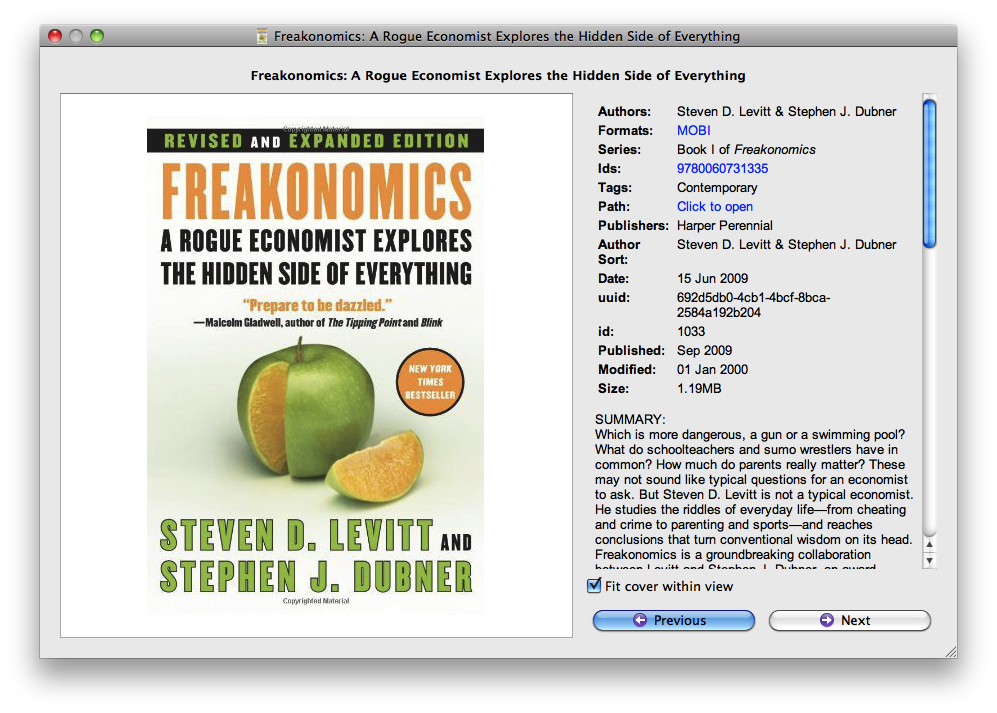 Freakonomics: A Rogue Economist Explores the Hidden Side of Everything
Freakonomics: A Rogue Economist Explores the Hidden Side of Everything
Copyrighted Material
REVISED AND EXPANDED EDITION
FREAKONOMICS
A ROGUE ECONOMIST EXPLORES
THE HIDDEN SIDE OF EVERYTHING
“Prepare to be dazzled.”
—Malcolm Gladwell, author of The Tipping Point and Blink
NEW YORK
TIMES
BESTSELLER
STEVEN D. LEVITT AND
STEPHEN J. DUBNER
Copyrighted Material
Authors: Steven D. Levitt & Stephen J. Dubner
Formats: MOBI
Series: Book I of Freakonomics
Ids: 9780060731335
Tags: Contemporary
Path: Click to open
Publishers: Harper Perennial
Author Steven D. Levitt & Stephen J. Dubner
Sort:
Date: 15 Jun 2009
uuid: 692d5db0-4cb1-4bcf-8bca-
2584a192b204
id: 1033
Published: Sep 2009
Modified: 01 Jan 2000
Size: 1.19MB
SUMMARY:
Which is more dangerous, a gun or a swimming pool?
What do schoolteachers and sumo wrestlers have in
common? How much do parents really matter? These
may not sound like typical questions for an economist
to ask. But Steven D. Levitt is not a typical economist.
He studies the riddles of everyday life—from cheating
and crime to parenting and sports—and reaches
conclusions that turn conventional wisdom on its head.
Freakonomics is a groundbreaking collaboration
between Levitt and Stephen J. Dubner, an award
Fit cover within view
Previous
Next